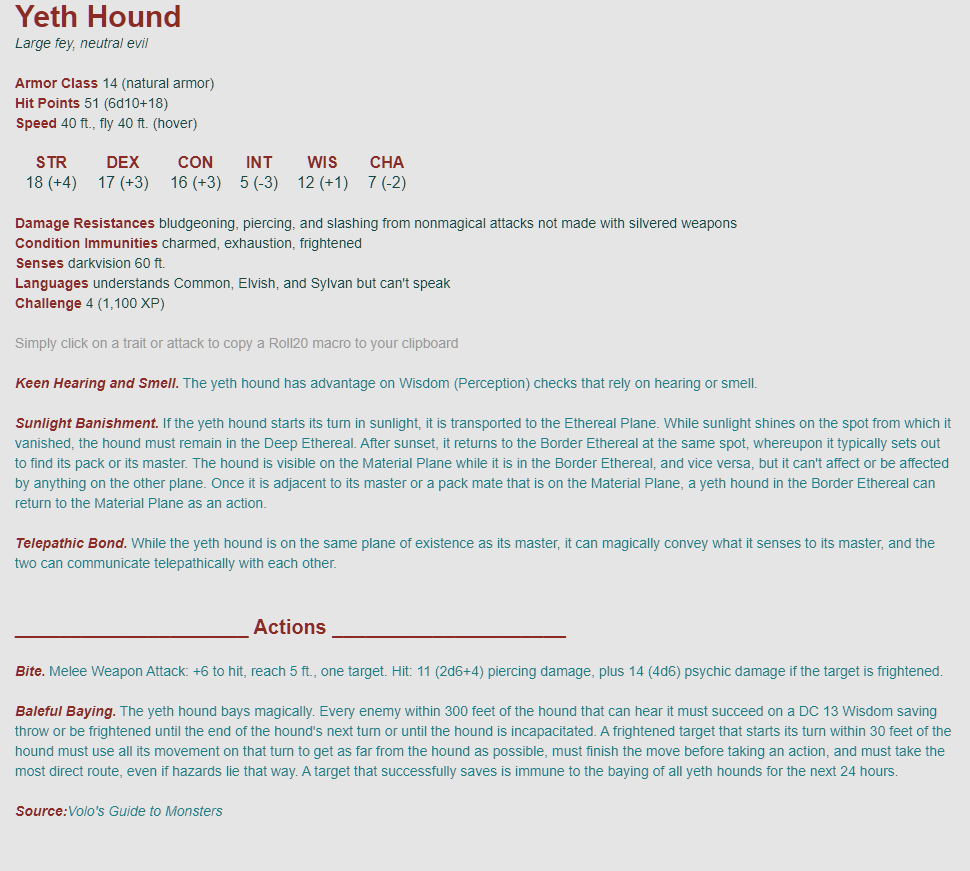 Yeth Hound
Large fey, neutral evil
Armor Class 14 (natural armor)
Hit Points 51 (6d10+18)
Speed 40 ft., fly 40 ft. (hover)
STR DEX CON INT WIS CHA
18 (+4) 17 (+3) 16 (+3) 5 (-3) 12 (+1) 7 (-2)
Damage Resistances bludgeoning, piercing, and slashing from nonmagical attacks not made with silvered weapons
Condition Immunities charmed, exhaustion, frightened
Senses darkvision 60 ft.
Languages understands Common, Elvish, and Sylvan but can't speak
Challenge 4 (1,100 XP)
Simply click on a trait or attack to copy a Roll20 macro to your clipboard
Keen Hearing and Smell. The yeth hound has advantage on Wisdom (Perception) checks that rely on hearing or smell.
Sunlight Banishment. If the yeth hound starts its turn in sunlight, it is transported to the Ethereal Plane. While sunlight shines on the spot from which it
vanished, the hound must remain in the Deep Ethereal. After sunset, it returns to the Border Ethereal at the same spot, whereupon it typically sets out
to find its pack or its master. The hound is visible on the Material Plane while it is in the Border Ethereal, and vice versa, but it can't affect or be affected
by anything on the other plane. Once it is adjacent to its master or a pack mate that is on the Material Plane, a yeth hound in the Border Ethereal can
return to the Material Plane as an action.
Telepathic Bond. While the yeth hound is on the same plane of existence as its master, it can magically convey what it senses to its master, and the
two can communicate telepathically with each other.
_____________________ Actions _____________________
Bite. Melee Weapon Attack: +6 to hit, reach 5 ft., one target. Hit: 11 (2d6+4) piercing damage, plus 14 (4d6) psychic damage if the target is frightened.
Baleful Baying. The yeth hound bays magically. Every enemy within 300 feet of the hound that can hear it must succeed on a DC 13 Wisdom saving
throw or be frightened until the end of the hound's next turn or until the hound is incapacitated. A frightened target that starts its turn within 30 feet of the
hound must use all its movement on that turn to get as far from the hound as possible, must finish the move before taking an action, and must take the
most direct route, even if hazards lie that way. A target that successfully saves is immune to the baying of all yeth hounds for the next 24 hours.
Source:Volo's Guide to Monsters